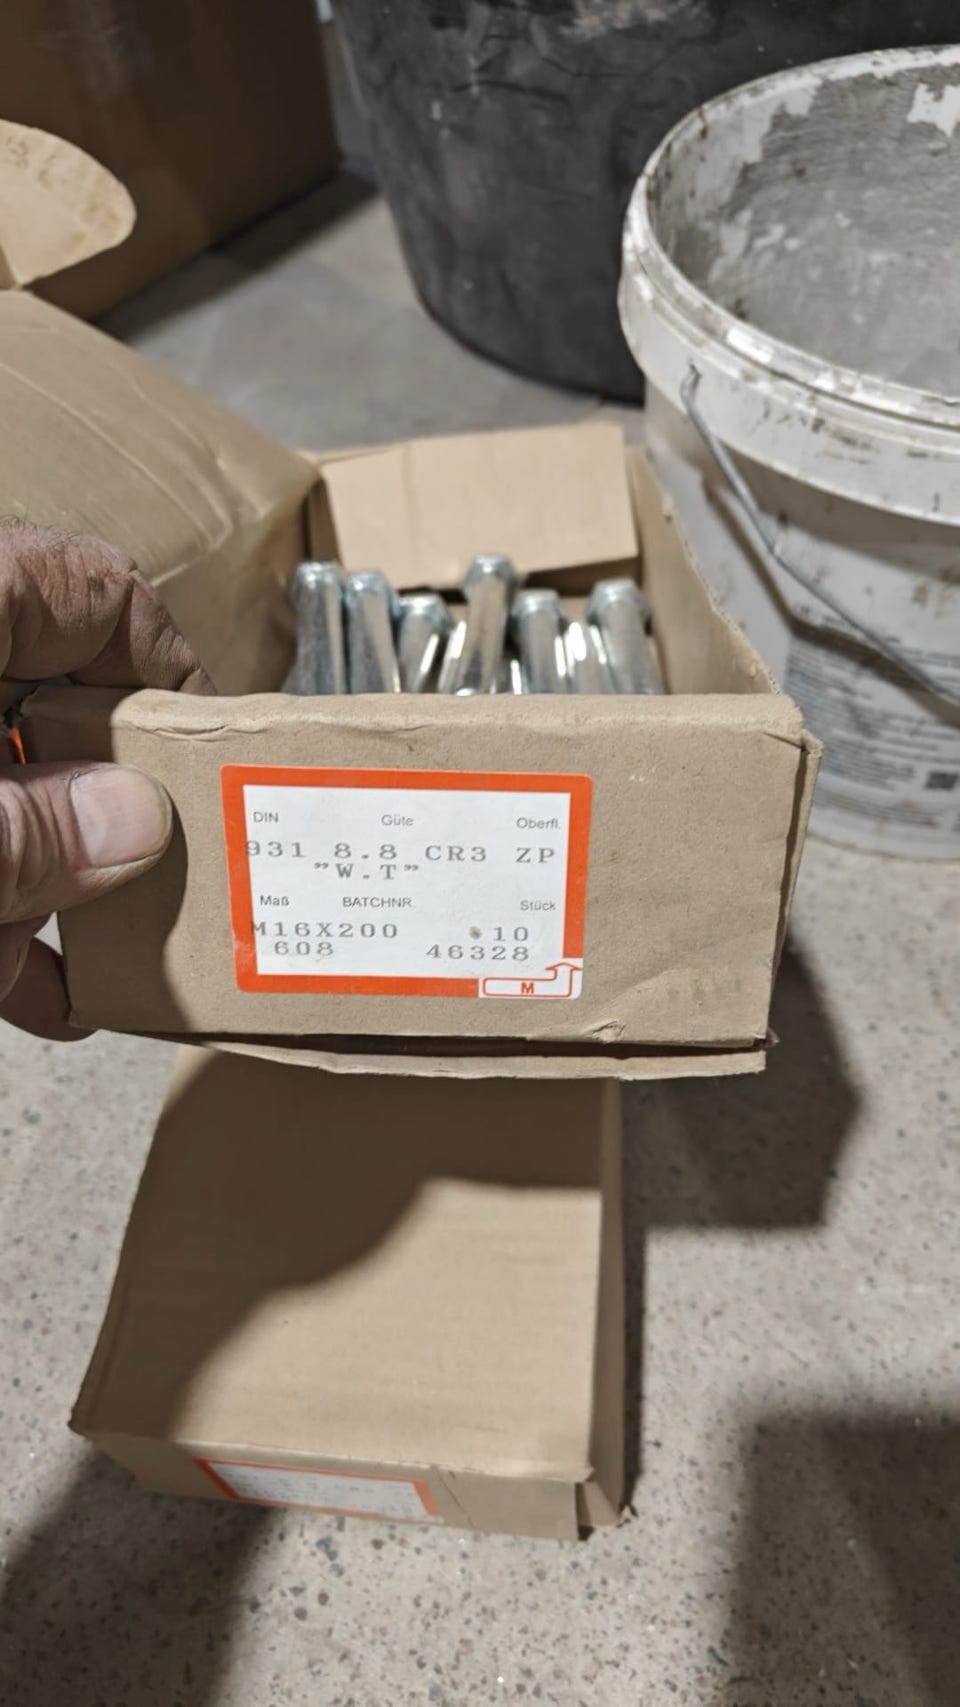 DIN Güte Oberfl.
931 8.8 CR3 ZP
"W.T"
Maß BATCHNR. Stück
M16X200 10
608 46328
M